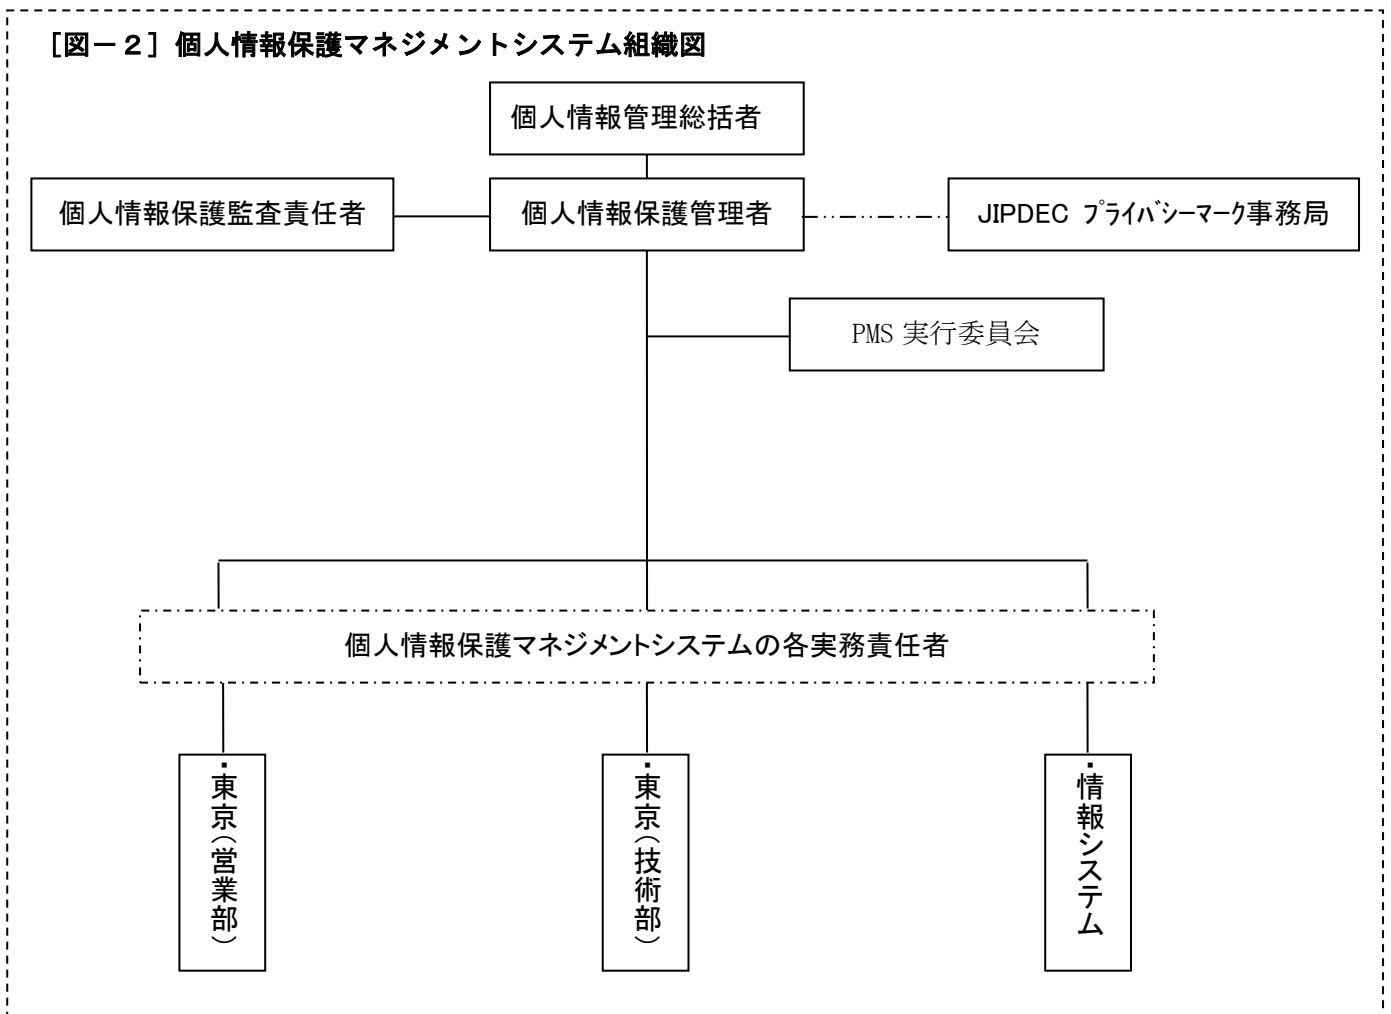 ［図－２］個人情報保護マネジメントシステム組織図
個人情報管理総括者
個人情報保護監査責任者
個人情報保護管理者
JIPDEC ﾌﾟﾗｲﾊﾞｼｰﾏｰｸ事務局
PMS 実行委員会
個人情報保護マネジメントシステムの各実務責任者
・東京（営業部）
・東京（技術部）
・情報システム